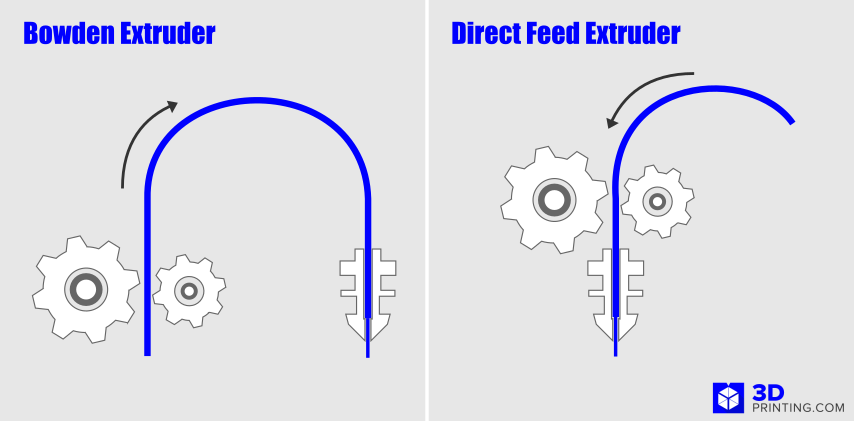 Bowden Extruder
Direct Feed Extruder
3D
PRINTING.COM